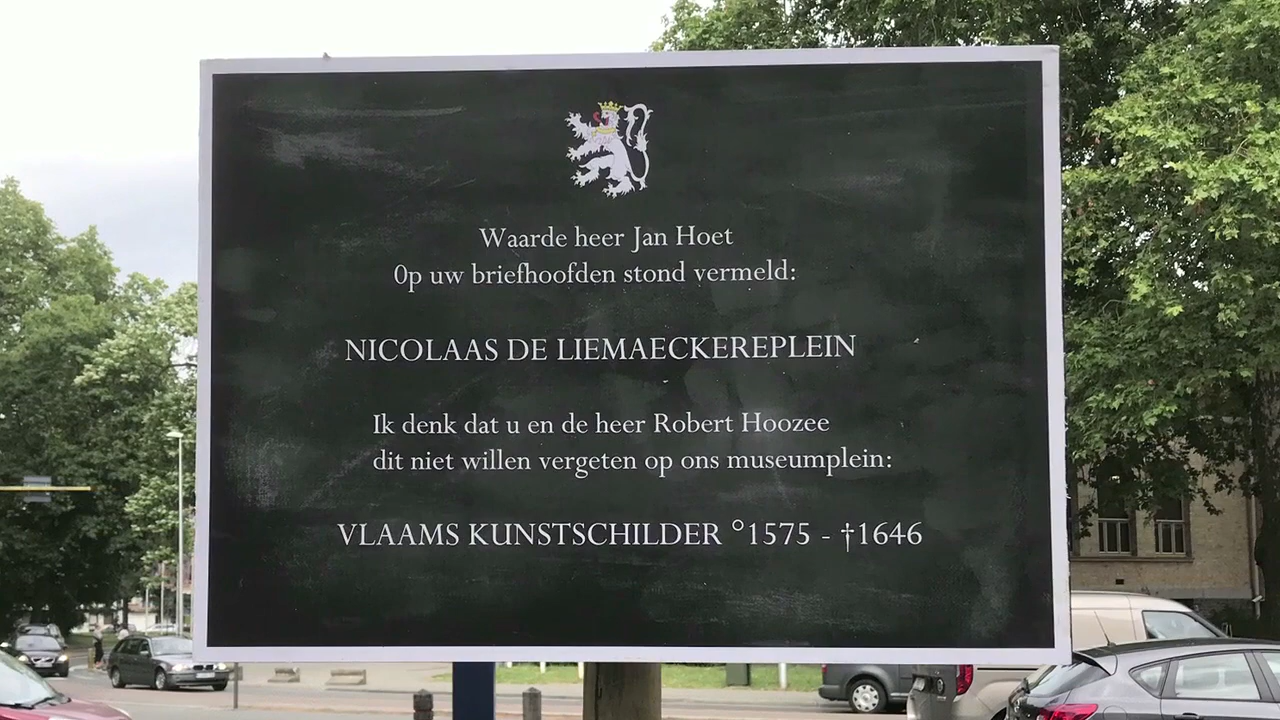 Waarde heer Jan Hoet
Op uw briefhoofden stond vermeld:
NICOLAAS DE LIEMAECKEREPLEIN
Ik denk dat u en de heer Robert Hoozee
dit niet willen vergeten op ons museumplein:
VLAAMS KUNSTSCHILDER °1575 - †1646